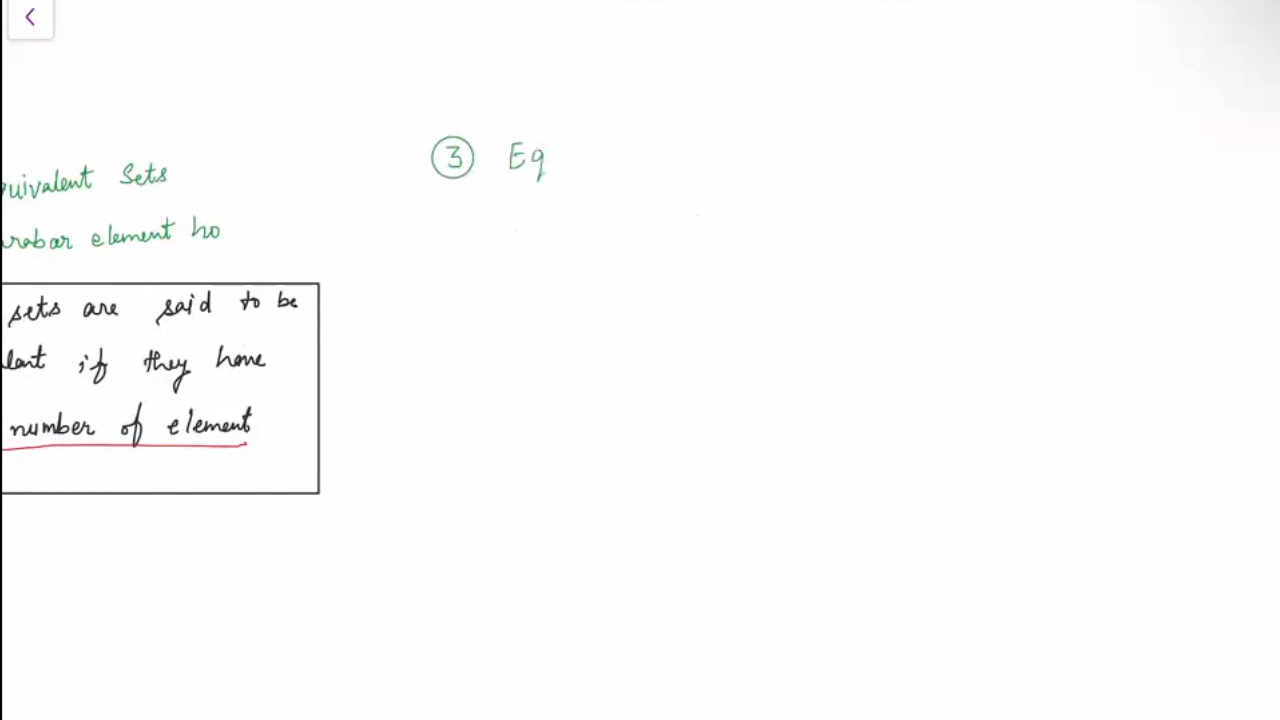 uivalent Sets
rabar element ho
sets are said to be
lent if they have
number of element
③ Eq